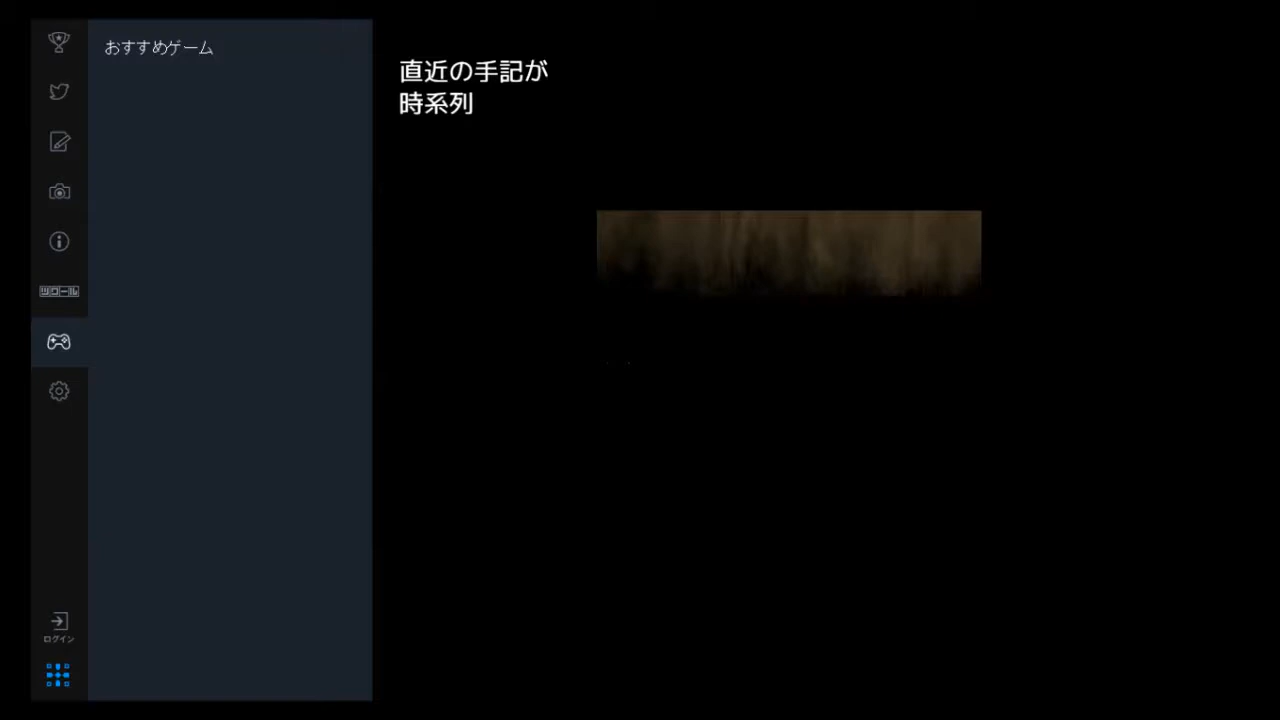 おすすめゲーム
直近の手記が
時系列
ツクール
ログイン